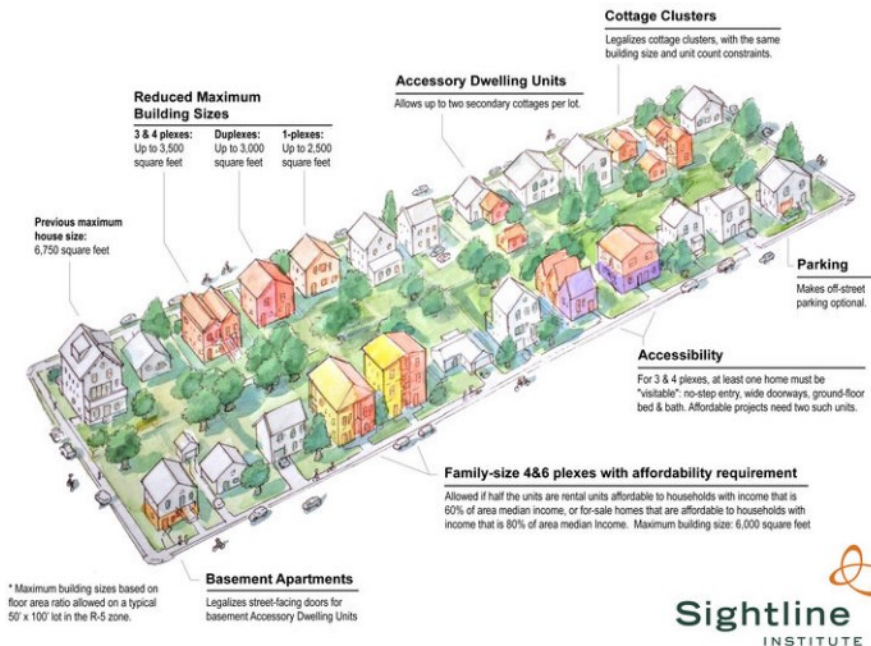 Cottage Clusters
Legalizes cottage clusters, with the same
building size and unit count constraints.
Accessory Dwelling Units
Allows up to two secondary cottages per lot.
Reduced Maximum
Building Sizes
3 & 4 plexes:
Up to 3,500
square feet
Duplexes:
Up to 3,000
square feet
1-plexes:
Up to 2,500
square feet
Previous maximum
house size:
6,750 square feet
Parking
Makes off-street
parking optional.
Accessibility
For 3 & 4 plexes, at least one home must be
"visitable": no-step entry, wide doorways, ground-floor
bed & bath. Affordable projects need two such units.
Family-size 4&6 plexes with affordability requirement
Allowed if half the units are rental units affordable to households with income that is
60% of area median income, or for-sale homes that are affordable to households with
income that is 80% of area median Income. Maximum building size: 6,000 square feet
Basement Apartments
Legalizes street-facing doors for
basement Accessory Dwelling Units
* Maximum building sizes based on
floor area ratio allowed on a typical
50' x 100' lot in the R-5 zone.
Sightline
INSTITUTE